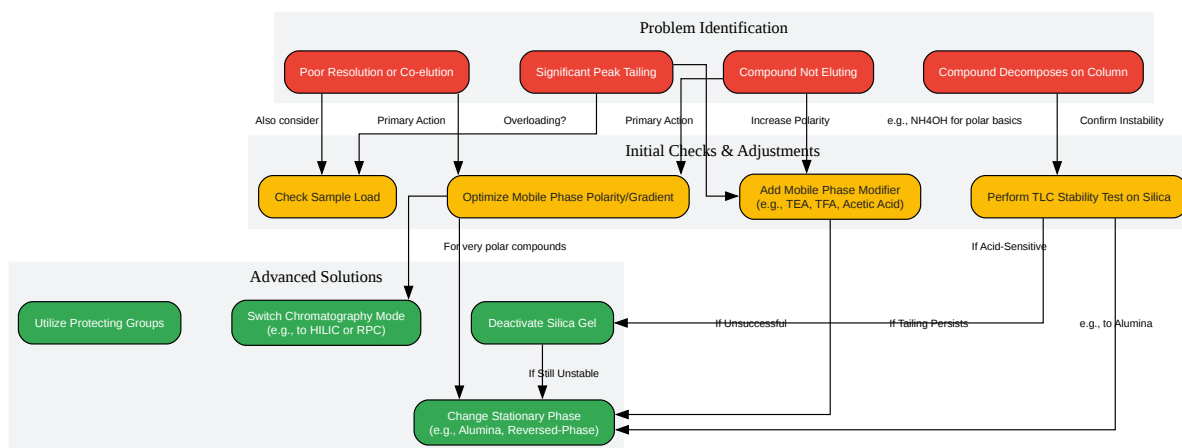 Problem Identification
Poor Resolution or Co-elution
Significant Peak Tailing
Compound Not Eluting
Compound Decomposes on Column
Also consider
Primary Action
Overloading?
Primary Action
Increase Polarity
e.g., NH4OH for polar basics
Confirm Instability
Initial Checks & Adjustments
Check Sample Load
Optimize Mobile Phase Polarity/Gradient
Add Mobile Phase Modifier
(e.g., TEA, TFA, Acetic Acid)
Perform TLC Stability Test on Silica
For very polar compounds
If Acid-Sensitive
Advanced Solutions
Utilize Protecting Groups
Switch Chromatography Mode
(e.g., to HILIC or RPC)
Deactivate Silica Gel
If Unsuccessful
If Tailing Persists
e.g., to Alumina
If Still Unstable
Change Stationary Phase
(e.g., Alumina, Reversed-Phase)